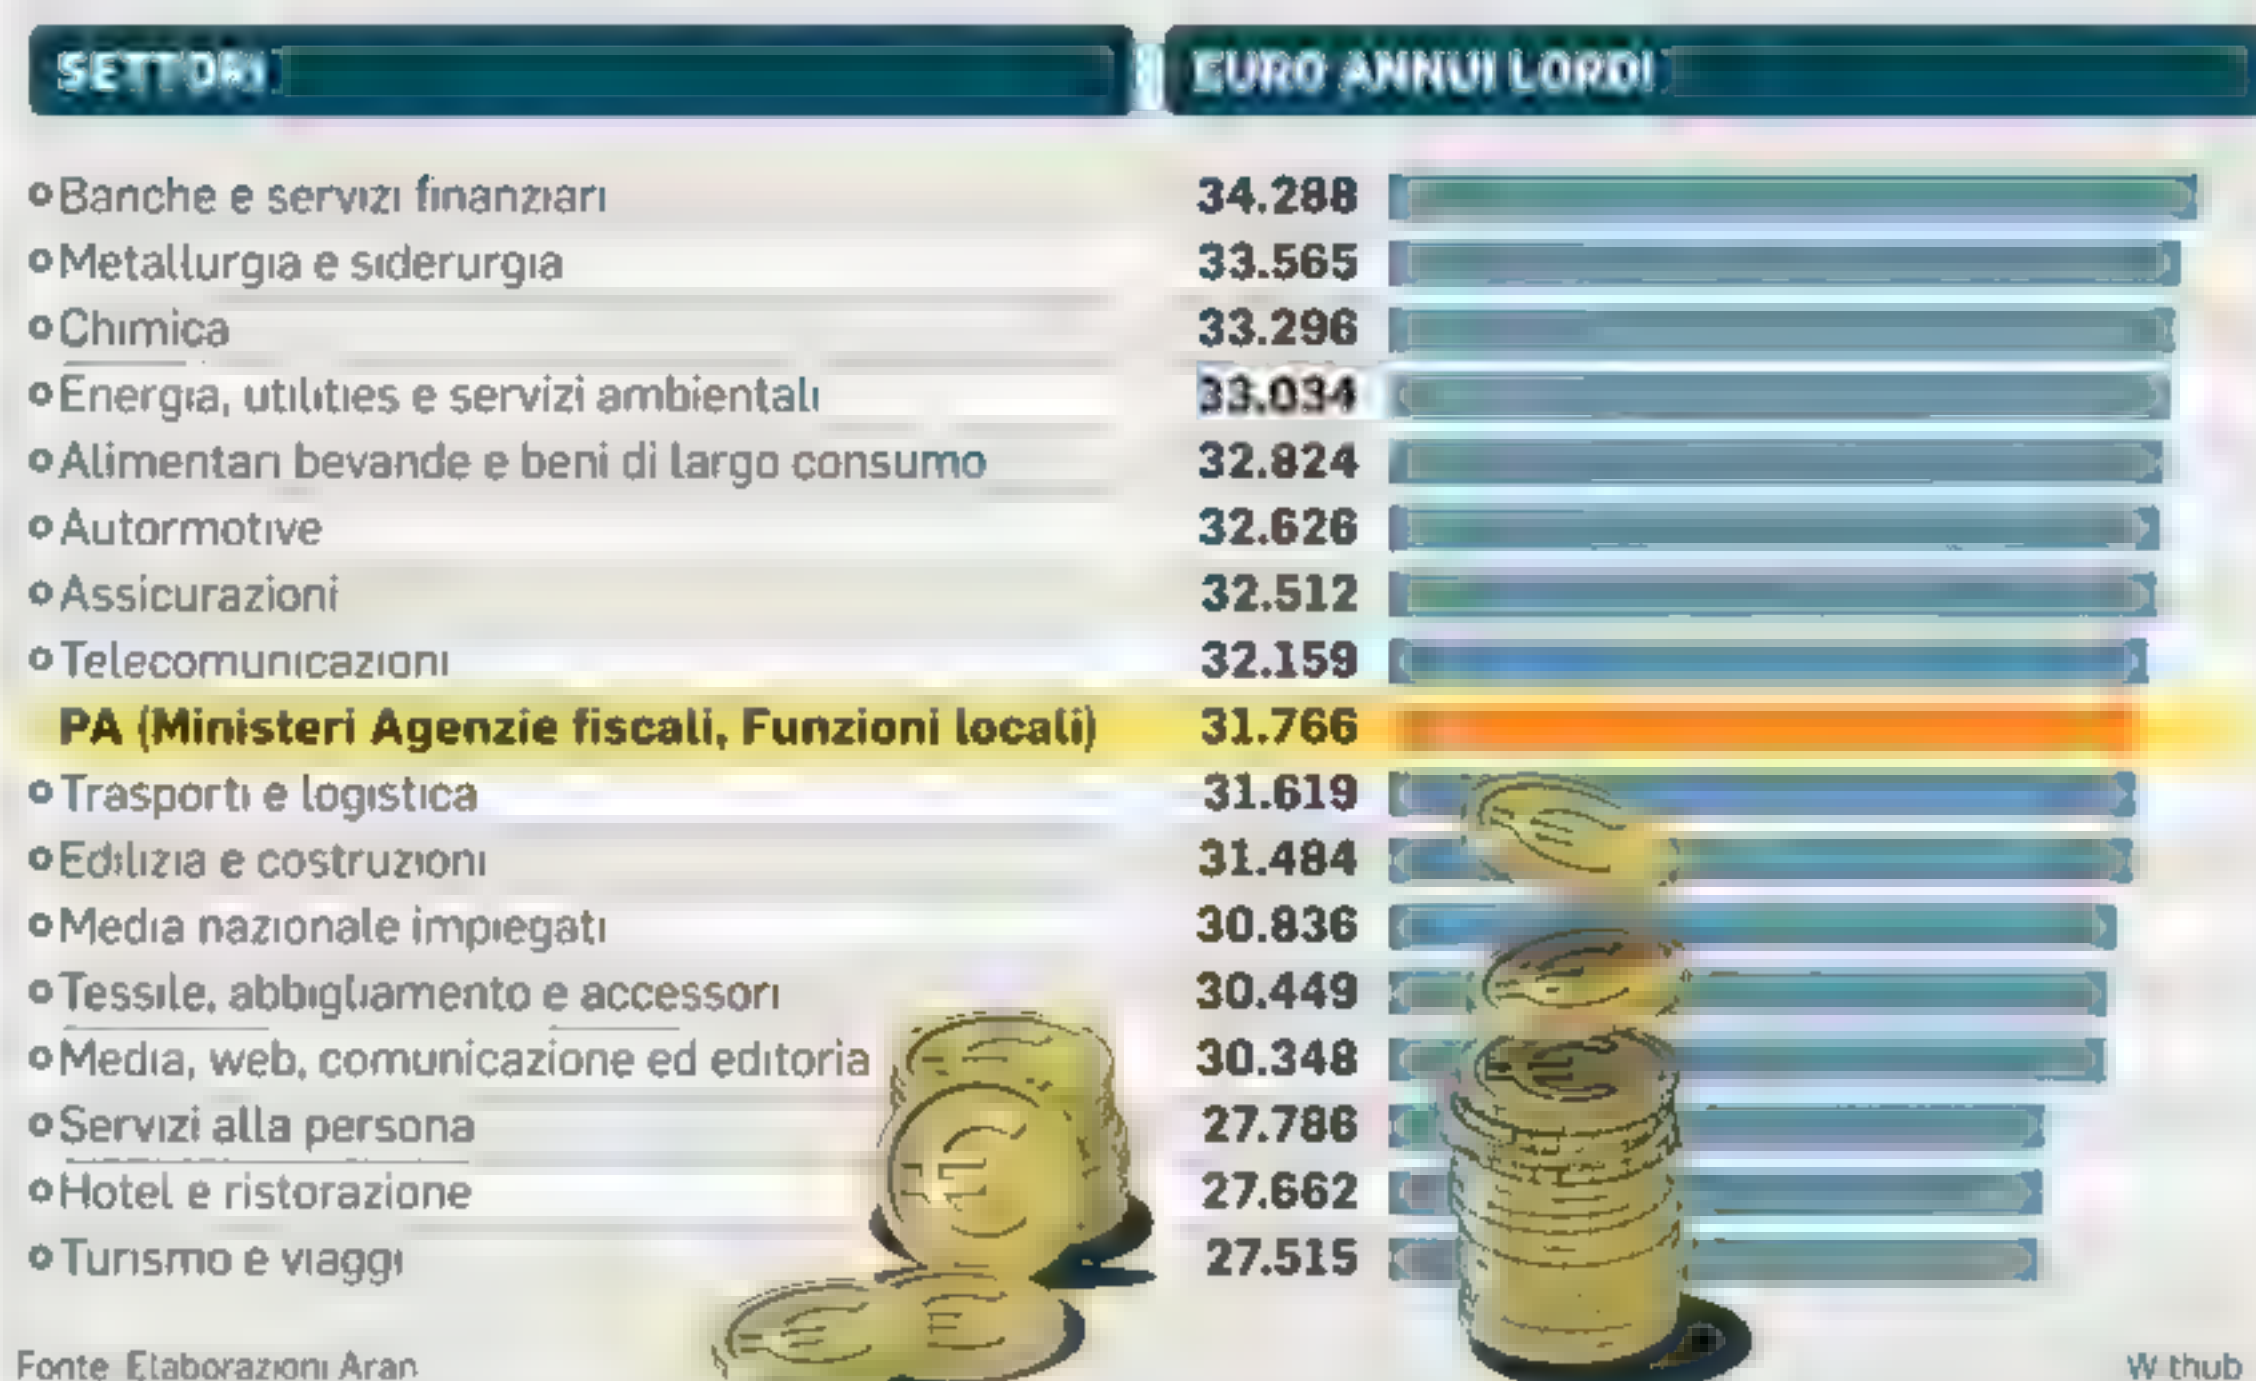 SETTORI EURO ANNUI LORDI
Banche e servizi finanziari 34.288
Metallurgia e siderurgia 33.565
Chimica 33.296
Energia, utilities e servizi ambientali 33.034
Alimentari bevande e beni di largo consumo 32.824
Autormotive 32.626
Assicurazioni 32.512
Telecomunicazioni 32.159
PA (Ministeri Agenzie fiscali, Funzioni locali) 31.766
Trasporti e logistica 31.619
Edilizia e costruzioni 31.484
Media nazionale impiegati 30.836
Tessile, abbigliamento e accessori 30.449
Media, web, comunicazione ed editoria 30.348
Servizi alla persona 27.786
Hotel e ristorazione 27.662
Turismo e viaggi 27.515
Fonte Elaborazioni Aran W thub